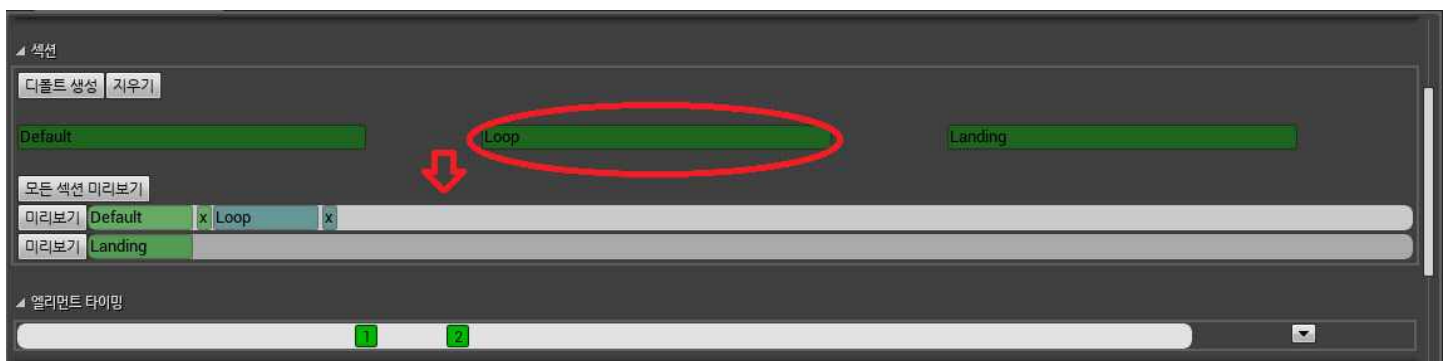 섹션
디폴트 생성 지우기
Default Loop Landing
모든 섹션 미리보기
미리보기 Default x Loop x
미리보기 Landing
엘리먼트 타이밍
1 2